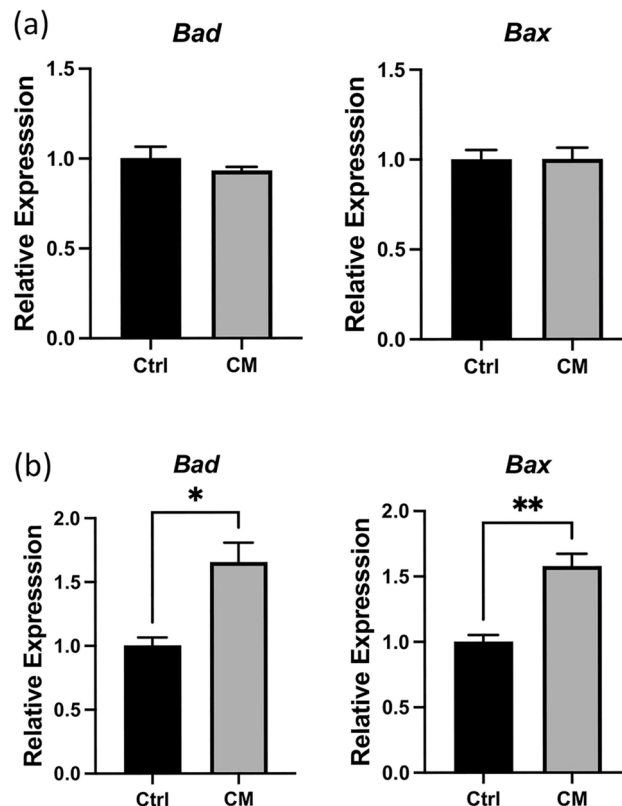 (a)
Bad
Bax
Relative Expresssion
1.5
1.0
0.5
0.0
Ctrl
CM
Relative Expresssion
1.5
1.0
0.5
0.0
Ctrl
CM
(b)
Bad
Bax
Relative Expresssion
2.0
1.5
1.0
0.5
0.0
*
Ctrl
CM
Relative Expresssion
2.0
1.5
1.0
0.5
0.0
**
Ctrl
CM